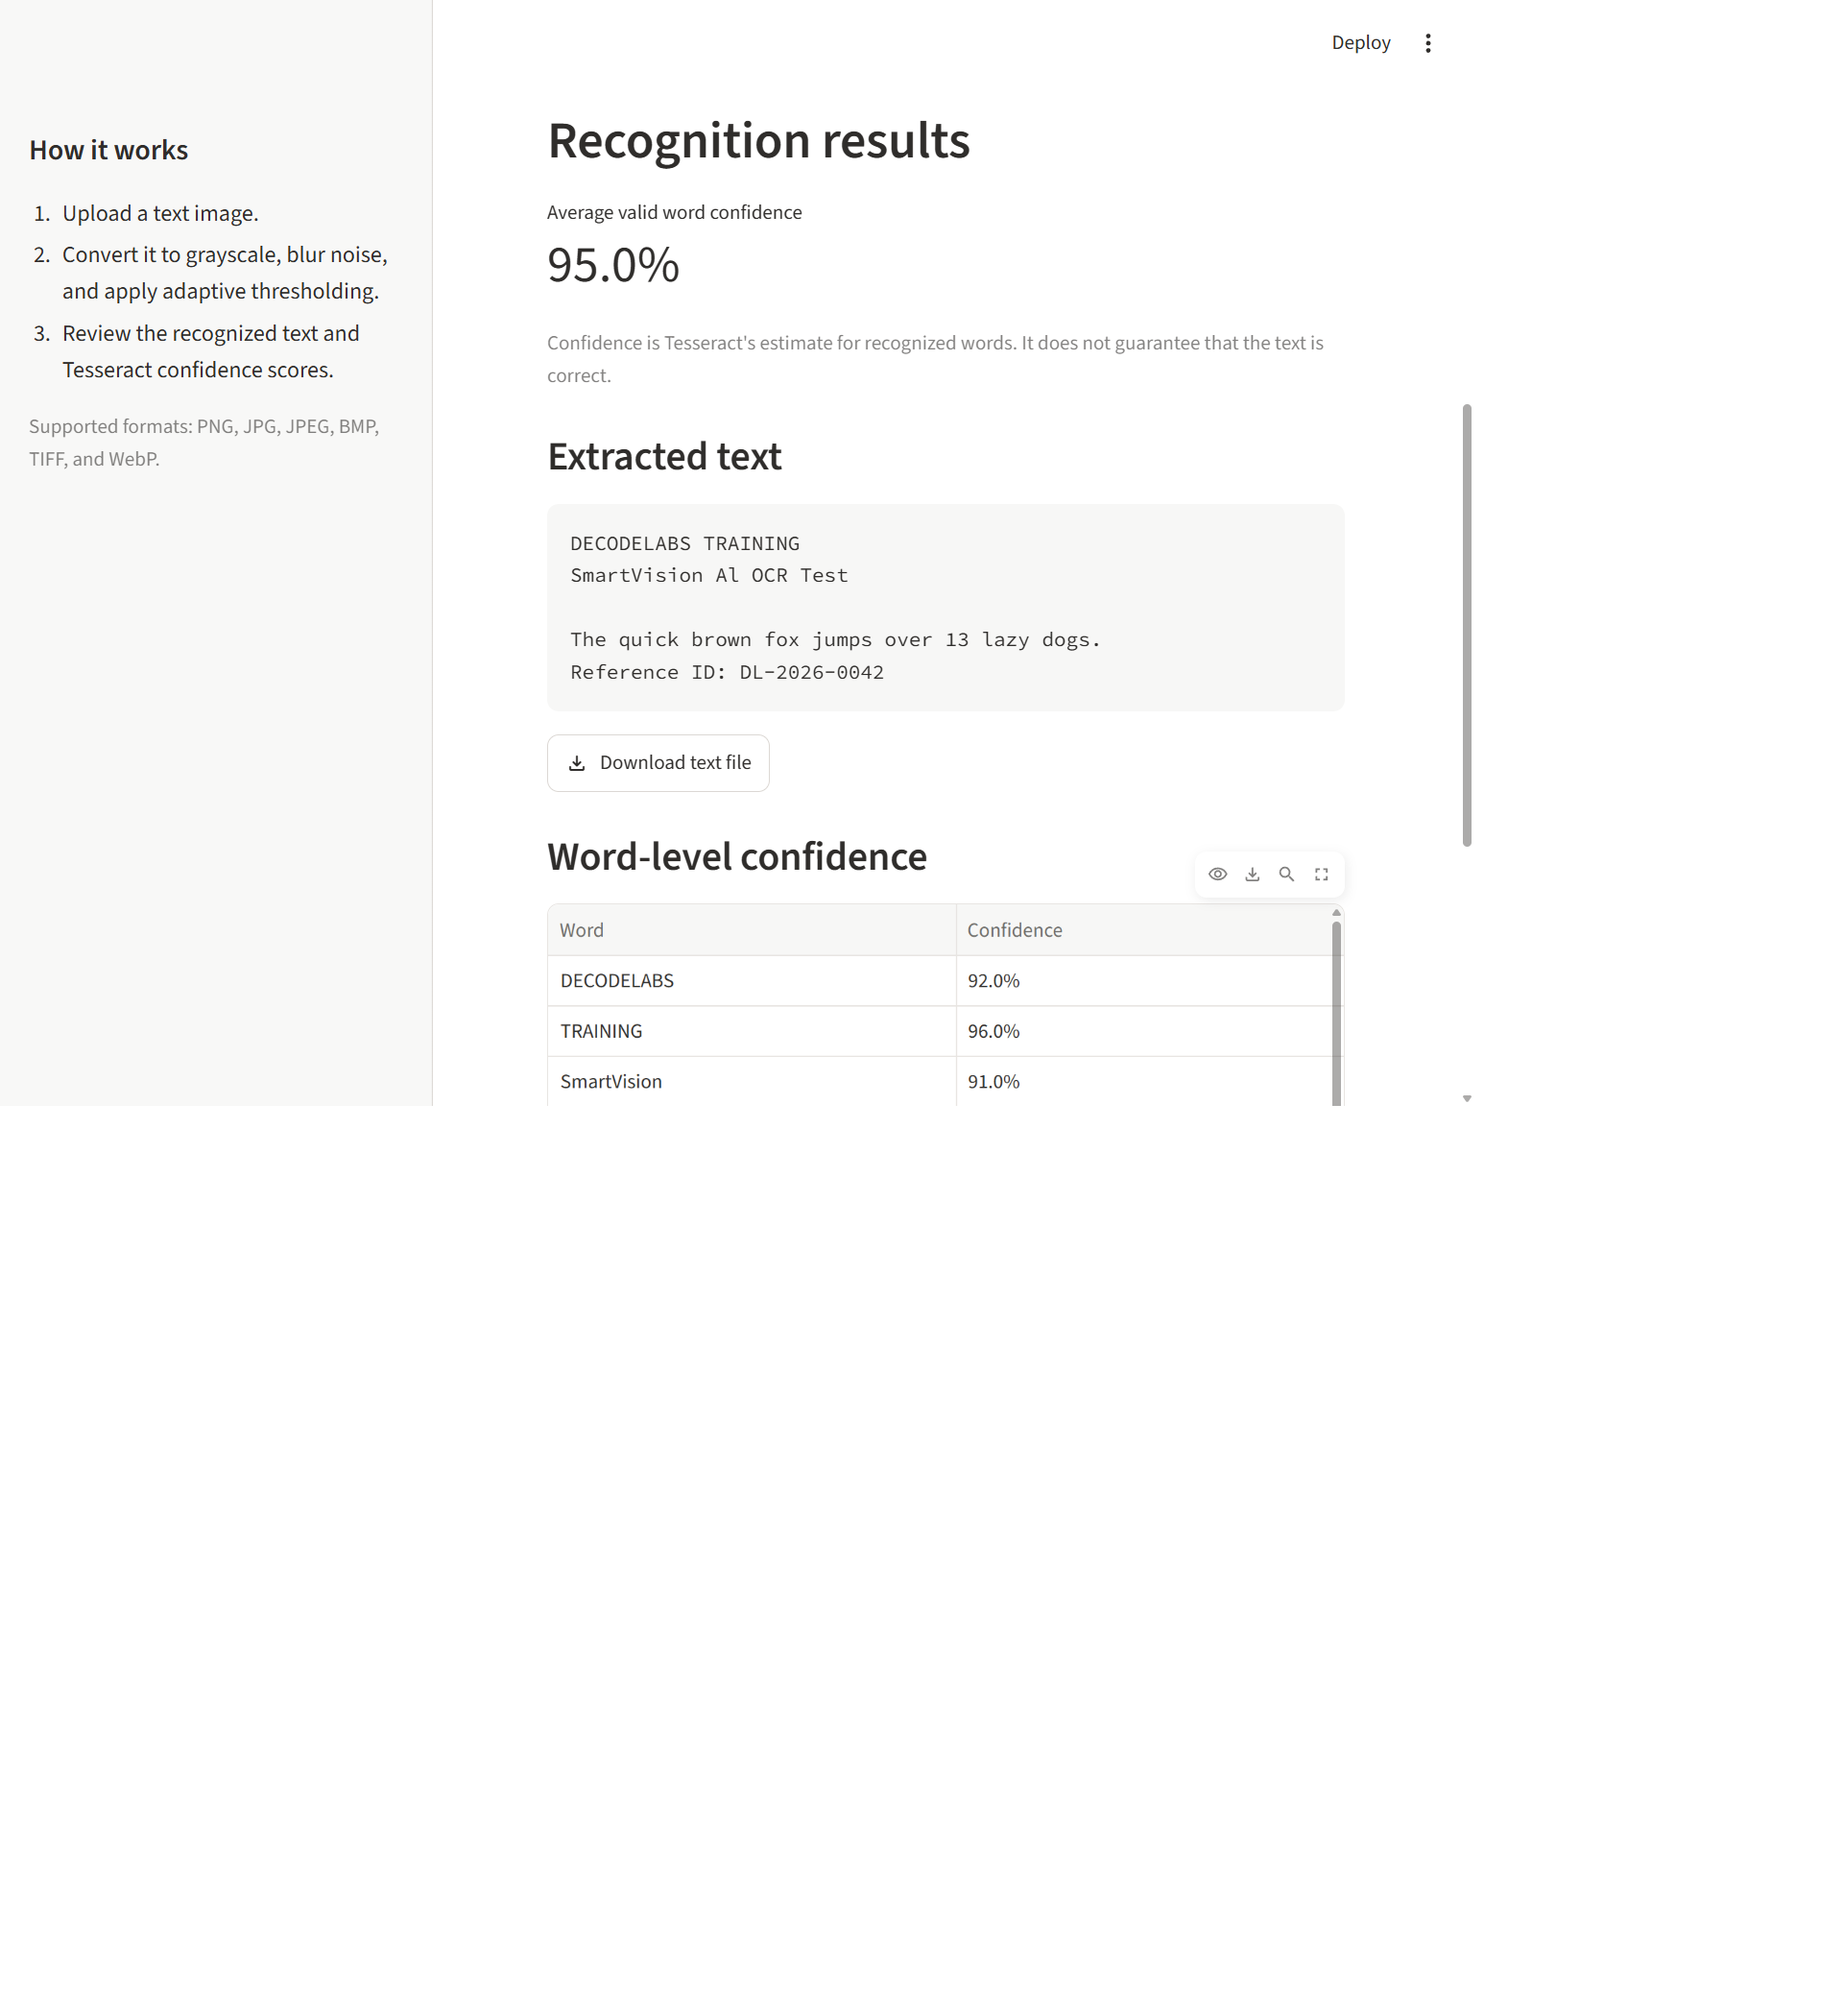 Deploy
How it works
1. Upload a text image.
2. Convert it to grayscale, blur noise,
and apply adaptive thresholding.
3. Review the recognized text and
Tesseract confidence scores.
Supported formats: PNG, JPG, JPEG, BMP,
TIFF, and WebP.
Recognition results
Average valid word confidence
95.0%
Confidence is Tesseract's estimate for recognized words. It does not guarantee that the text is
correct.
Extracted text
DECODELABS TRAINING
SmartVision Al OCR Test
The quick brown fox jumps over 13 lazy dogs.
Reference ID: DL-2026-0042
Download text file
Word-level confidence
Word Confidence
DECODELABS 92.0%
TRAINING 96.0%
SmartVision 91.0%